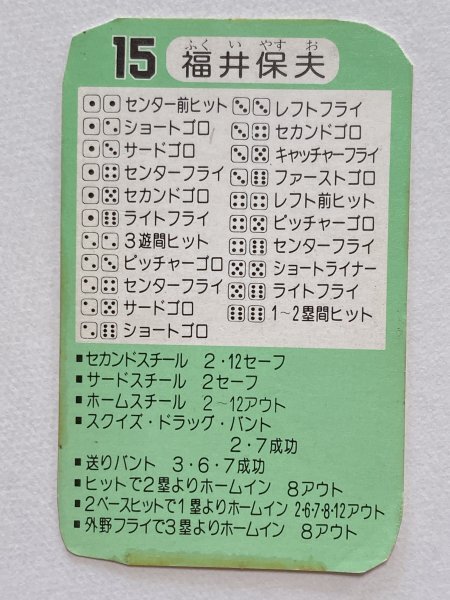 15 福井保夫
ふく い やす お
センター前ヒット
ショートゴロ
サードゴロ
センターフライ
セカンドゴロ
ライトフライ
3遊間ヒット
ピッチャーゴロ
センターフライ
サードゴロ
ショートゴロ
レフトフライ
セカンドゴロ
キャッチャーフライ
ファーストゴロ
レフト前ヒット
ピッチャーゴロ
センターフライ
ショートライナー
ライトフライ
1〜2塁間ヒット
■セカンドスチール 2・12セーフ
■サードスチール 2セーフ
■ホームスチール 2〜12アウト
■スクイズ・ドラッグ・バント
2・7成功
■送りバント 3・6・7成功
■ヒットで2塁よりホームイン 8アウト
■2ベースヒットで1塁よりホームイン 2・6・7・8・12アウト
■外野フライで3塁よりホームイン 8アウト